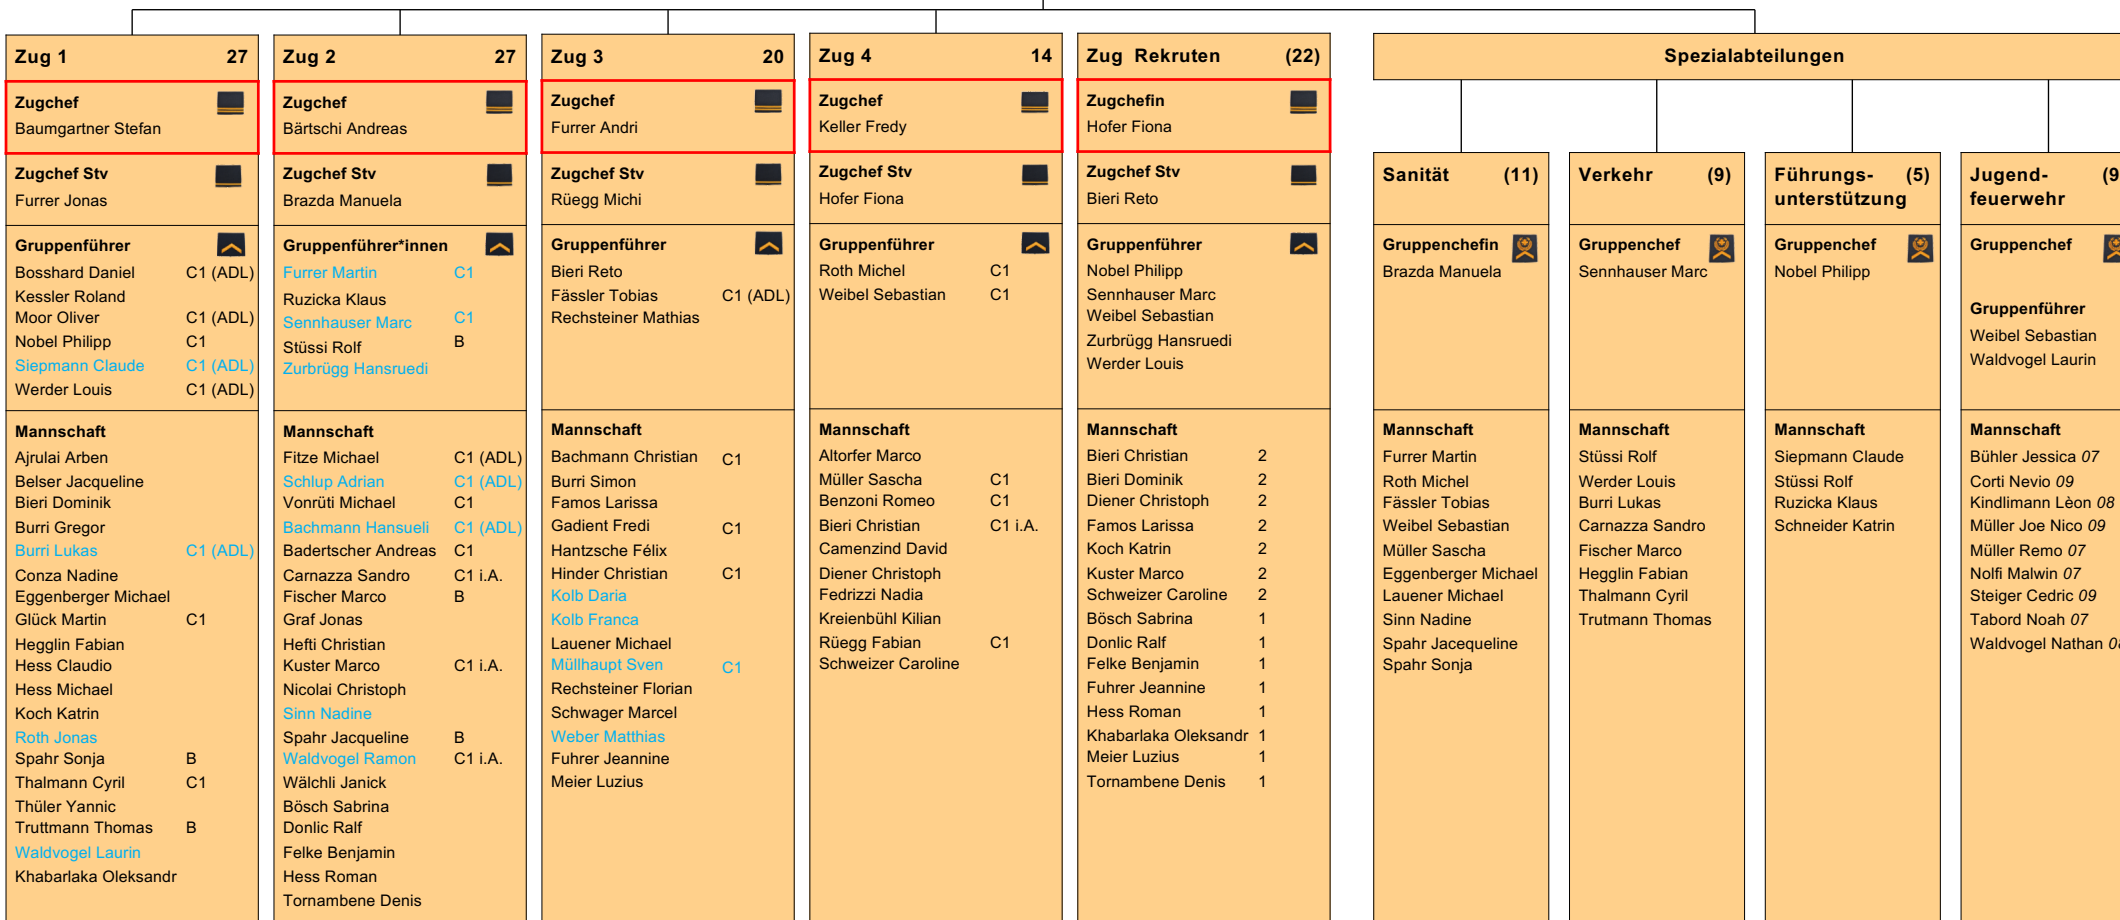 Zug 1 27
Zugchef
Baumgartner Stefan
Zugchef Stv
Furrer Jonas
Gruppenführer
Bosshard Daniel C1 (ADL)
Kessler Roland
Moor Oliver C1 (ADL)
Nobel Philipp C1
Siepmann Claude C1 (ADL)
Werder Louis C1 (ADL)
Mannschaft
Ajrulai Arben
Belser Jacqueline
Bieri Dominik
Burri Gregor
Burri Lukas C1 (ADL)
Conza Nadine
Eggenberger Michael
Glück Martin C1
Hegglin Fabian
Hess Claudio
Hess Michael
Koch Katrin
Roth Jonas
Spahr Sonja B
Thalmann Cyril C1
Thüler Yannic
Truttmann Thomas B
Waldvogel Laurin
Khabarlaka Oleksandr
Zug 2 27
Zugchef
Bärtschi Andreas
Zugchef Stv
Brazda Manuela
Gruppenführer*innen
Furrer Martin C1
Ruzicka Klaus
Sennhauser Marc C1
Stüssi Rolf B
Zurbrügg Hansruedi
Mannschaft
Fitze Michael C1 (ADL)
Schlup Adrian C1 (ADL)
Vonrüti Michael C1
Bachmann Hansueli C1 (ADL)
Badertscher Andreas C1
Carnazza Sandro C1 i.A.
Fischer Marco B
Graf Jonas
Hefti Christian
Kuster Marco C1 i.A.
Nicolai Christoph
Sinn Nadine
Spahr Jacqueline B
Waldvogel Ramon C1 i.A.
Wälchli Janick
Bösch Sabrina
Donlic Ralf
Felke Benjamin
Hess Roman
Tornambene Denis
Zug 3 20
Zugchef
Furrer Andri
Zugchef Stv
Rüegg Michi
Gruppenführer
Bieri Reto
Fässler Tobias C1 (ADL)
Rechsteiner Mathias
Mannschaft
Bachmann Christian C1
Burri Simon
Famos Larissa
Gadient Fredi C1
Hantzsche Félix
Hinder Christian C1
Kolb Daria
Kolb Franca
Lauener Michael
Müllhaupt Sven C1
Rechsteiner Florian
Schwager Marcel
Weber Matthias
Fuhrer Jeannine
Meier Luzius
Zug 4 14
Zugchef
Keller Fredy
Zugchef Stv
Hofer Fiona
Gruppenführer
Roth Michel C1
Weibel Sebastian C1
Mannschaft
Altorfer Marco
Müller Sascha C1
Benzoni Romeo C1
Bieri Christian C1 i.A.
Camenzind David
Diener Christoph
Fedrizzi Nadia
Kreienbühl Kilian
Rüegg Fabian C1
Schweizer Caroline
Zug Rekruten (22)
Zugchefin
Hofer Fiona
Zugchef Stv
Bieri Reto
Gruppenführer
Nobel Philipp
Sennhauser Marc
Weibel Sebastian
Zurbrügg Hansruedi
Werder Louis
Mannschaft
Bieri Christian 2
Bieri Dominik 2
Diener Christoph 2
Famos Larissa 2
Koch Katrin 2
Kuster Marco 2
Schweizer Caroline 2
Bösch Sabrina 1
Donlic Ralf 1
Felke Benjamin 1
Fuhrer Jeannine 1
Hess Roman 1
Khabarlaka Oleksandr 1
Meier Luzius 1
Tornambene Denis 1
Spezialabteilungen
Sanität (11)
Gruppenchefin
Brazda Manuela
Mannschaft
Furrer Martin
Roth Michel
Fässler Tobias
Weibel Sebastian
Müller Sascha
Eggenberger Michael
Lauener Michael
Sinn Nadine
Spahr Jacequeline
Spahr Sonja
Verkehr (9)
Gruppenchef
Sennhauser Marc
Mannschaft
Stüssi Rolf
Werder Louis
Burri Lukas
Carnazza Sandro
Fischer Marco
Hegglin Fabian
Thalmann Cyril
Trutmann Thomas
Führungs- (5)
unterstützung
Gruppenchef
Nobel Philipp
Mannschaft
Siepmann Claude
Stüssi Rolf
Ruzicka Klaus
Schneider Katrin
Jugend- (9
feuerwehr
Gruppenchef
Gruppenführer
Weibel Sebastian
Waldvogel Laurin
Mannschaft
Bühler Jessica 07
Corti Nevio 09
Kindlimann Lèon 08
Müller Joe Nico 09
Müller Remo 07
Nolfi Malwin 07
Steiger Cedric 09
Tabord Noah 07
Waldvogel Nathan